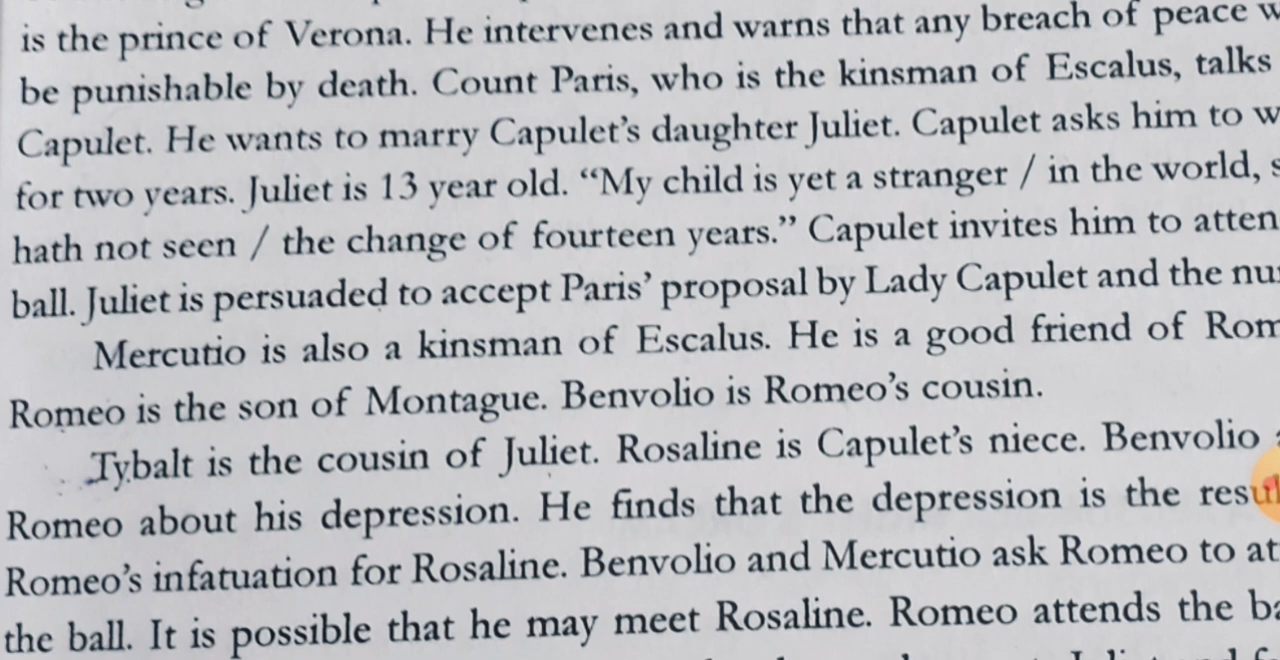 is the prince of Verona. He intervenes and warns that any breach of peace
be punishable by death. Count Paris, who is the kinsman of Escalus, talks
Capulet. He wants to marry Capulet's daughter Juliet. Capulet asks him to
for two years. Juliet is 13 year old. “My child is yet a stranger / in the world,
hath not seen / the change of fourteen years.” Capulet invites him to
ball. Juliet is persuaded to accept Paris’ proposal by Lady Capulet and the
Mercutio is also a kinsman of Escalus. He is a good friend of
Romeo is the son of Montague. Benvolio is Romeo’s cousin.
Tybalt is the cousin of Juliet. Rosaline is Capulet’s niece. Benvolio
Romeo about his depression. He finds that the depression is the
Romeo’s infatuation for Rosaline. Benvolio and Mercutio ask Romeo to
the ball. It is possible that he may meet Rosaline. Romeo attends the